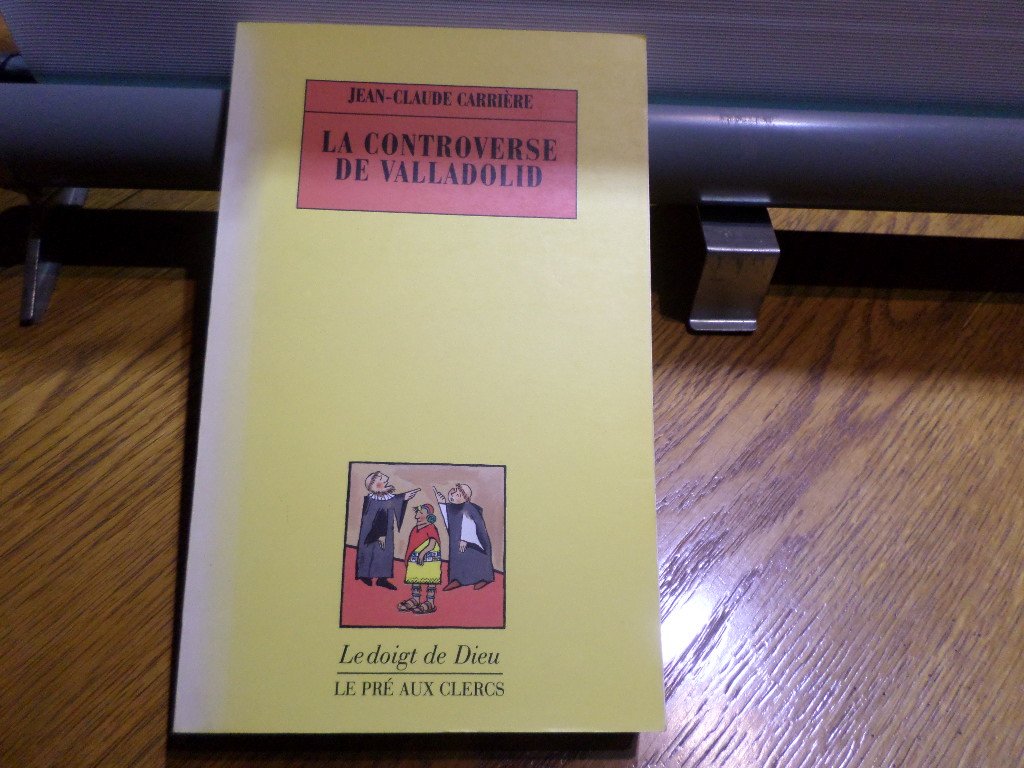 JEAN-CLAUDE CARRIÈRE
LA CONTROVERSE
DE VALLADOLID
Le doigt de Dieu
LE PRÉ AUX CLERCS